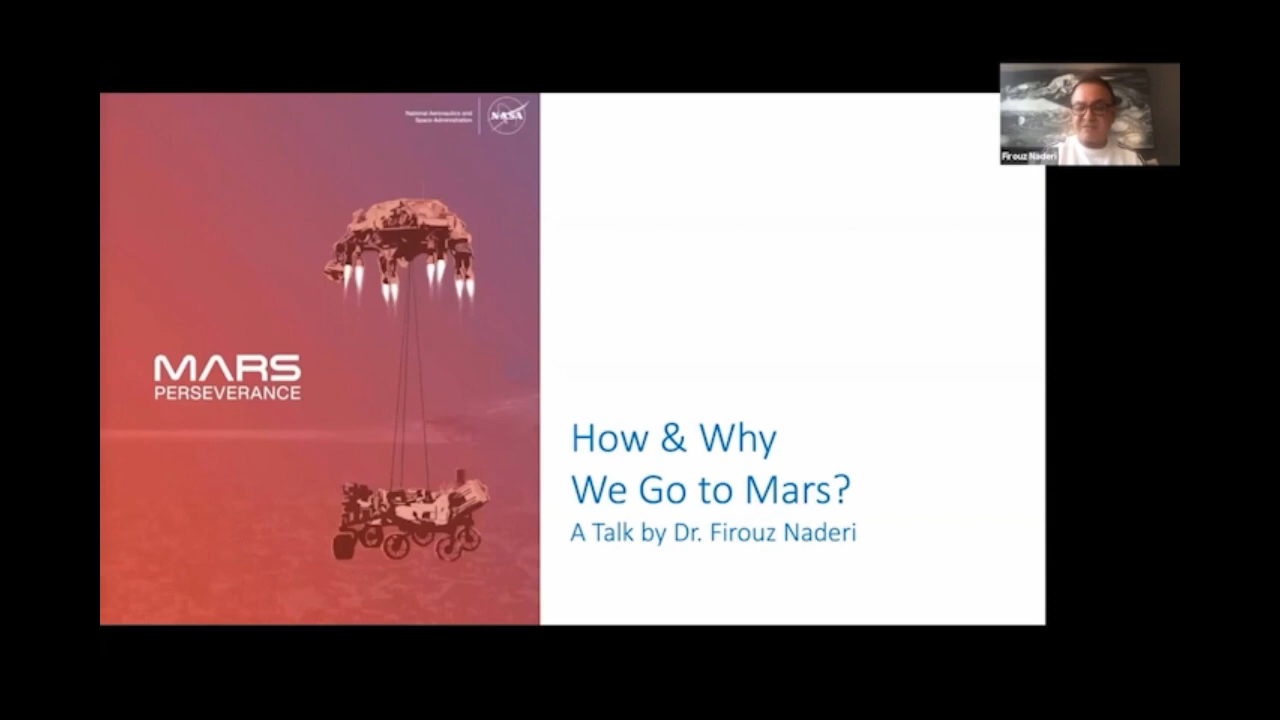 National Aeronautics and
Space Administration
NASA
Firouz Naderi
MARS
PERSEVERANCE
How & Why
We Go to Mars?
A Talk by Dr. Firouz Naderi